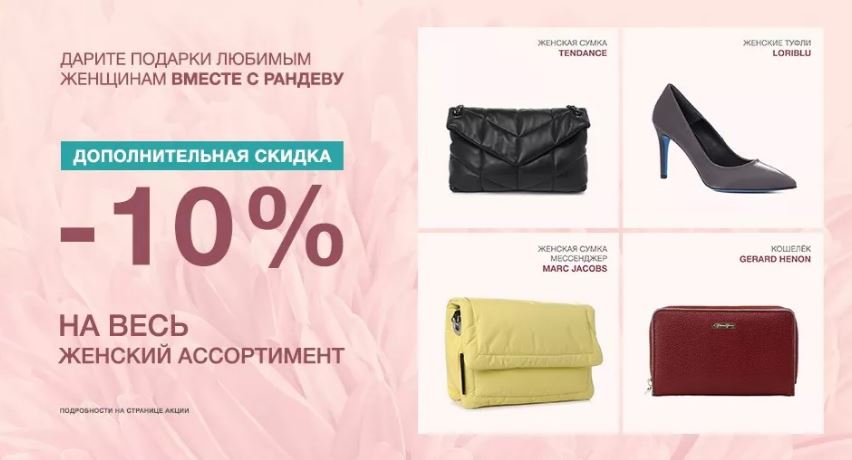 ДАРИТЕ ПОДАРКИ ЛЮБИМЫМ
ЖЕНЩИНАМ ВМЕСТЕ С РАНДЕВУ
ДОПОЛНИТЕЛЬНАЯ СКИДКА
-10%
НА ВЕСЬ
ЖЕНСКИЙ АССОРТИМЕНТ
ПОДРОБНОСТИ НА СТРАНИЦЕ АКЦИИ
ЖЕНСКАЯ СУМКА
TENDANCE
ЖЕНСКИЕ ТУФЛИ
LORIBLU
ЖЕНСКАЯ СУМКА
МЕССЕНДЖЕР
MARC JACOBS
КОШЕЛЁК
GERARD HENON